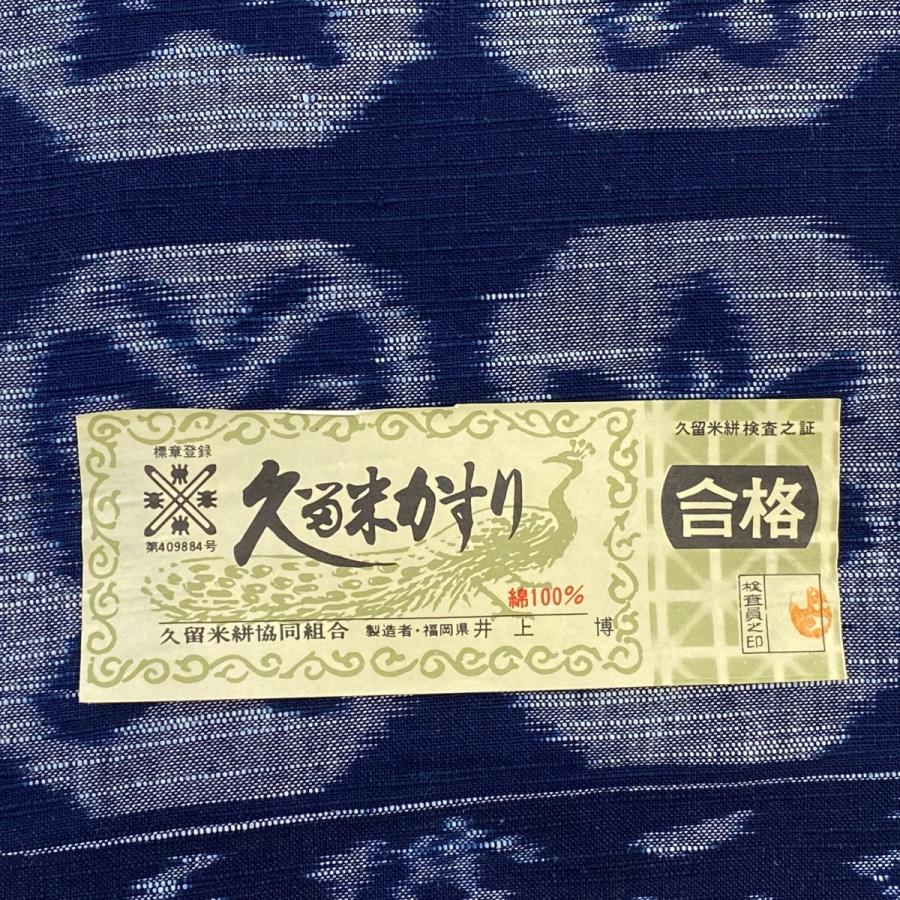 標章登録
第409884号
久留米かすり
綿100%
久留米絣協同組合 製造者・福岡県 井上 博
久留米絣検査之証
合格
検査員之印